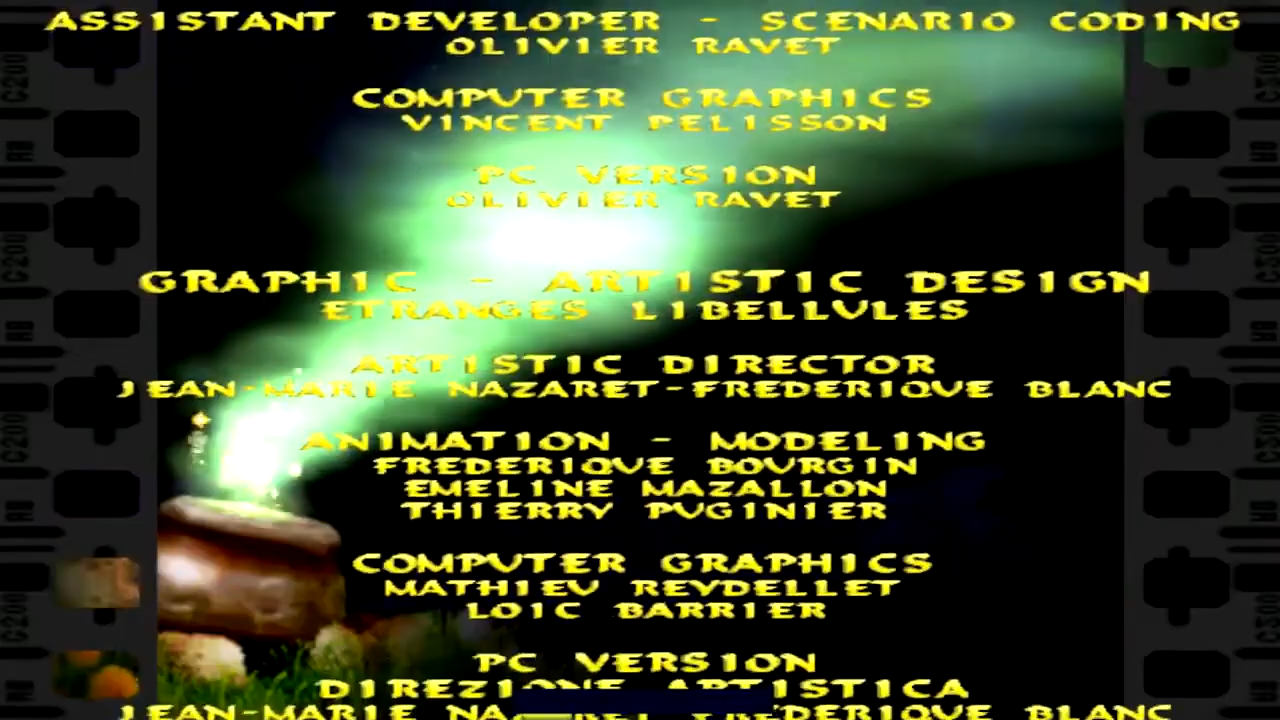 ASSISTANT DEVELOPER - SCENARIO CODING
OLIVIER RAVET
COMPUTER GRAPHICS
VINCENT PELISSON
PC VERSION
OLIVIER RAVET
GRAPHIC - ARTISTIC DESIGN
ETRANGES LIBELLULES
ARTISTIC DIRECTOR
JEAN-MARIE NAZARET-FREDERIQUE BLANC
ANIMATION - MODELING
FREDERIQUE BOURGIN
EMELINE MAZALLON
THIERRY PUGINIER
COMPUTER GRAPHICS
MATHIEU REYDELLET
LOIC BARRIER
PC VERSION
DIREZIONE ARTISTICA
JEAN-MARIE BLANC